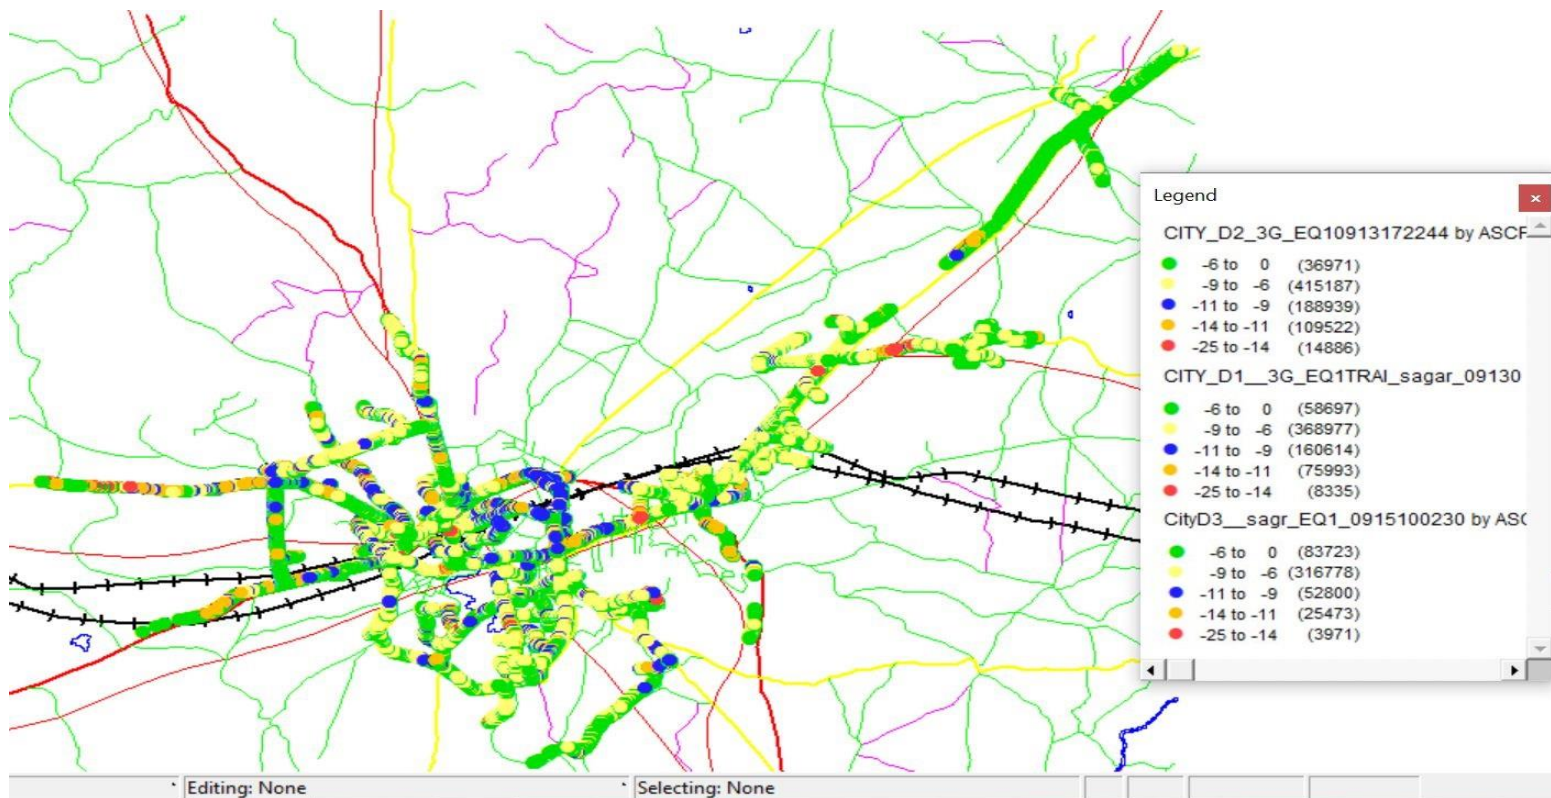 Legend
CITY_D2_3G_EQ10913172244 by ASCF
-6 to 0 (36971)
-9 to -6 (415187)
-11 to -9 (188939)
-14 to -11 (109522)
-25 to -14 (14886)
CITY_D1__3G_EQ1TRAI_sagar_09130
-6 to 0 (58697)
-9 to -6 (368977)
-11 to -9 (160614)
-14 to -11 (75993)
-25 to -14 (8335)
CityD3__sagr_EQ1_0915100230 by ASC
-6 to 0 (83723)
-9 to -6 (316778)
-11 to -9 (52800)
-14 to -11 (25473)
-25 to -14 (3971)
Editing: None
Selecting: None